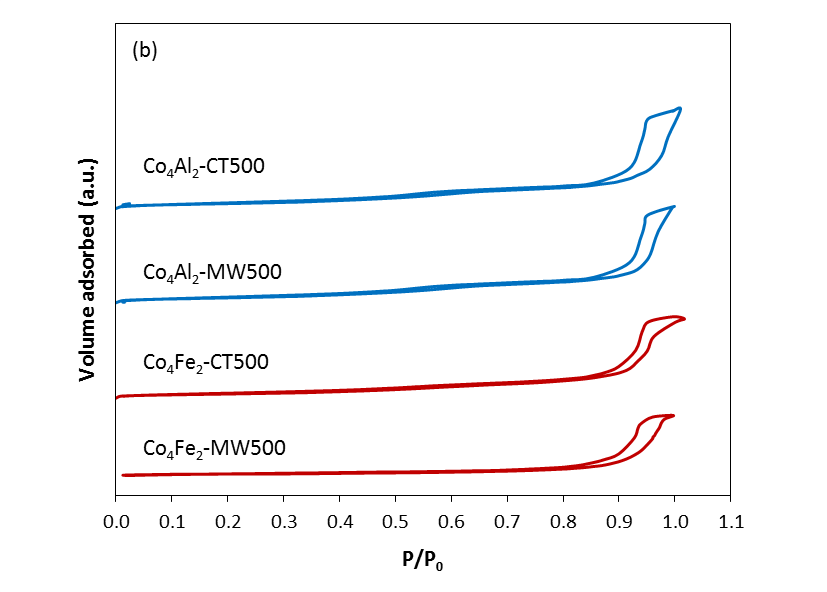 (b)
Co₄Al₂-CT500
Co₄Al₂-MW500
Co₄Fe₂-CT500
Co₄Fe₂-MW500
Volume adsorbed (a.u.)
0.0 0.1 0.2 0.3 0.4 0.5 0.6 0.7 0.8 0.9 1.0 1.1
P/P₀